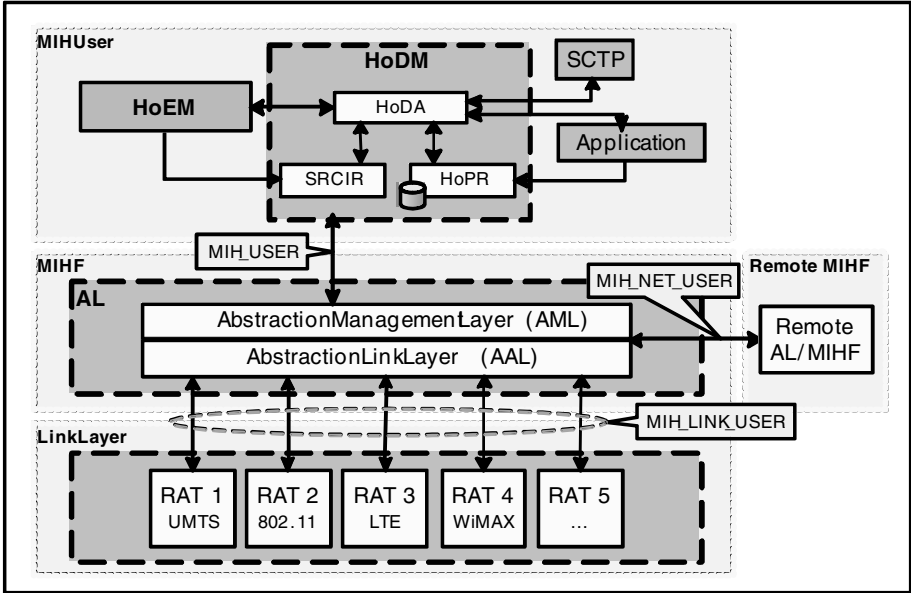 MIHUser
HoDM
SCTP
HoEM
HoDA
Application
SRCIR
HoPR
MIH_USER
MIHF
Remote MIHF
AL
MIH_NET_USER
AbstractionManagementLayer (AML)
Remote
AL/MIHF
AbstractionLinkLayer (AAL)
MIH_LINK_USER
LinkLayer
RAT 1
UMTS
RAT 2
802.11
RAT 3
LTE
RAT 4
WiMAX
RAT 5
...